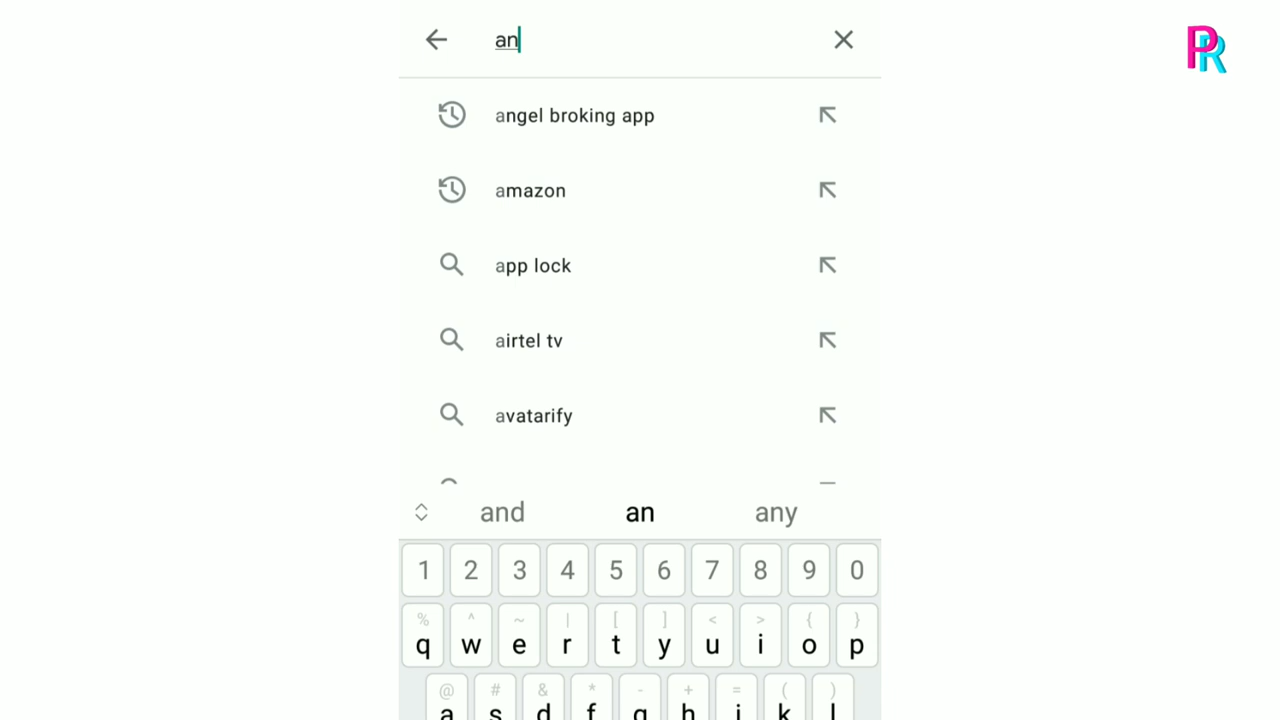 an
PR
angel broking app
amazon
app lock
airtel tv
avatarify
and an any
1 2 3 4 5 6 7 8 9 0
% ^ ~ | [ ] < > { }
q w e r t y u i o p
@ # & * - + = ( )
a s d f g h j k l